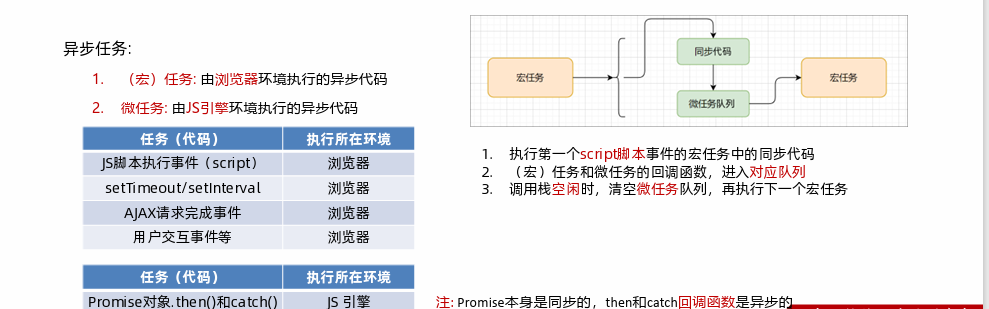 异步任务:
1. （宏）任务: 由浏览器环境执行的异步代码
2. 微任务: 由JS引擎环境执行的异步代码
任务（代码） 执行所在环境
JS脚本执行事件（script） 浏览器
setTimeout/setInterval 浏览器
AJAX请求完成事件 浏览器
用户交互事件等 浏览器
任务（代码） 执行所在环境
Promise对象.then()和catch() JS 引擎
宏任务
同步代码
微任务队列
宏任务
1. 执行第一个script脚本事件的宏任务中的同步代码
2. （宏）任务和微任务的回调函数，进入对应队列
3. 调用栈空闲时，清空微任务队列，再执行下一个宏任务
注: Promise本身是同步的，then和catch回调函数是异步的